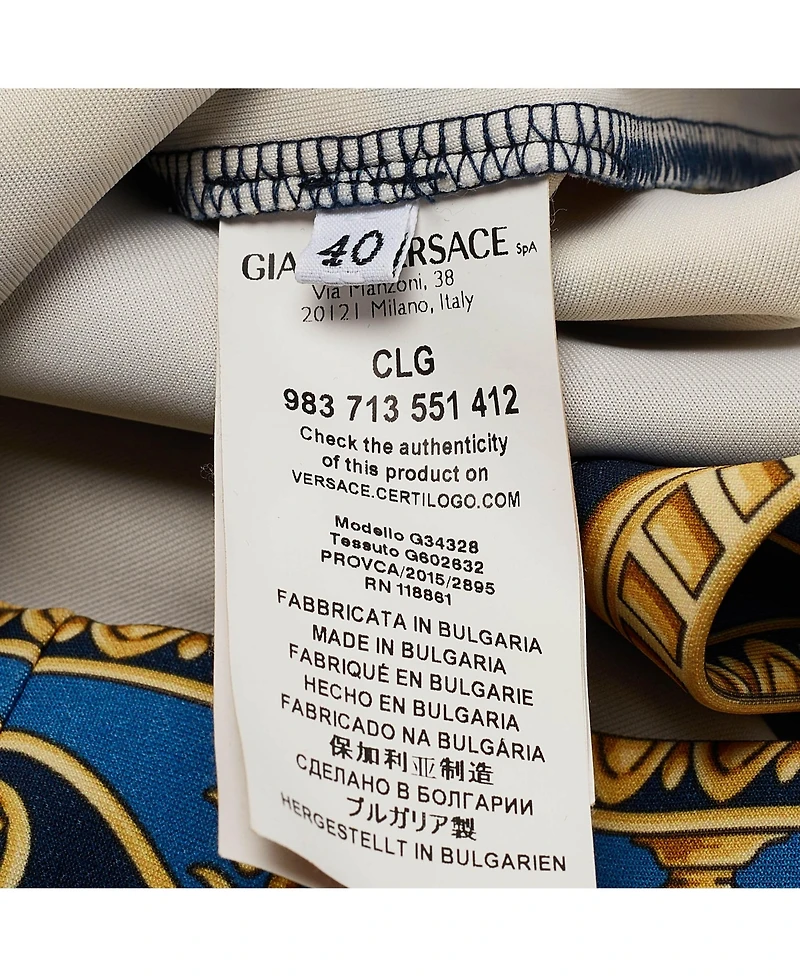 40
GIA RSACE SpA
Via Manzoni, 38
20121 Milano, Italy
CLG
983 713 551 412
Check the authenticity
of this product on
VERSACE.CERTILOGO.COM
Modello G34328
Tessuto G602632
PROVCA/2015/2895
RN 118861
FABBRICATA IN BULGARIA
MADE IN BULGARIA
FABRIQUÉ EN BULGARIE
HECHO EN BULGARIA
FABRICADO NA BULGÁRIA
保加利亚制造
СДЕЛАНО В БОЛГАРИИ
ブルガリア製
HERGESTELLT IN BULGARIEN